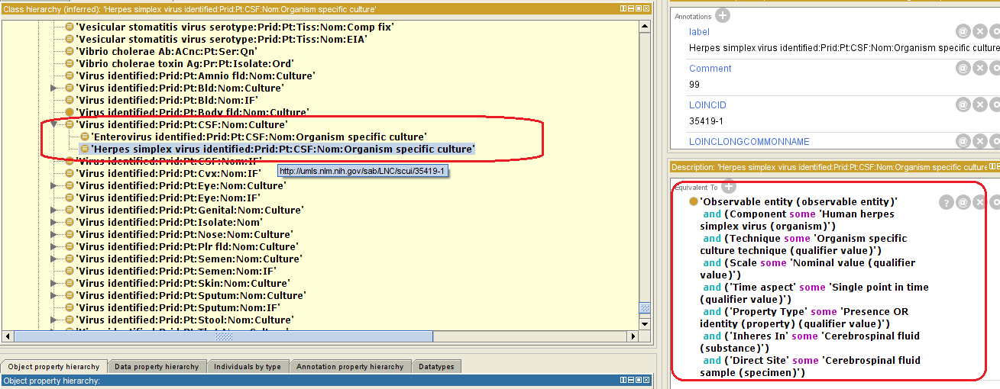 Class hierarchy (inferred): 'Herpes simplex virus identified:Prid:Pt:CSF:Nom:Organism specific culture'
'Vesicular stomatitis virus serotype:Prid:Pt:Tiss:Nom:Comp fix'
'Vesicular stomatitis virus serotype:Prid:Pt:Tiss:Nom:EIA'
'Vibrio cholerae Ab:ACnc:Pt:Ser:Qn'
'Vibrio cholerae toxin Ag:Pr:Pt:Isolate:Ord'
'Virus identified:Prid:Pt:Amnio fld:Nom:Culture'
'Virus identified:Prid:Pt:Bld:Nom:Culture'
'Virus identified:Prid:Pt:Bld:Nom:IF'
'Virus identified:Prid:Pt:Body fld:Nom:Culture'
'Virus identified:Prid:Pt:CSF:Nom:Culture'
'Enterovirus identified:Prid:Pt:CSF:Nom:Organism specific culture'
'Herpes simplex virus identified:Prid:Pt:CSF:Nom:Organism specific culture'
'Virus identified:Prid:Pt:CSF:Nom:IF'
http://umls.nlm.nih.gov/sab/LNC/scui/35419-1
'Virus identified:Prid:Pt:Cvx:Nom:IF'
'Virus identified:Prid:Pt:Eye:Nom:Culture'
'Virus identified:Prid:Pt:Eye:Nom:IF'
'Virus identified:Prid:Pt:Genital:Nom:Culture'
'Virus identified:Prid:Pt:Isolate:Nom'
'Virus identified:Prid:Pt:Nose:Nom:Culture'
'Virus identified:Prid:Pt:Plr fld:Nom:Culture'
'Virus identified:Prid:Pt:Semen:Nom:Culture'
'Virus identified:Prid:Pt:Semen:Nom:IF'
'Virus identified:Prid:Pt:Skin:Nom:Culture'
'Virus identified:Prid:Pt:Sputum:Nom:Culture'
'Virus identified:Prid:Pt:Sputum:Nom:IF'
'Virus identified:Prid:Pt:Stool:Nom:Culture'
Object property hierarchy
Data property hierarchy
Individuals by type
Annotation property hierarchy
Datatypes
Object property hierarchy:
Annotations
label
Herpes simplex virus identified:Prid:Pt:CSF:Nom:Organism specific culture
Comment
99
LOINCID
35419-1
LOINCLONGCOMMONNAME
Description: 'Herpes simplex virus identified:Prid:Pt:CSF:Nom:Organism specific culture
Equivalent To
'Observable entity (observable entity)'
and (Component some 'Human herpes
simplex virus (organism)')
and (Technique some 'Organism specific
culture technique (qualifier value)')
and (Scale some 'Nominal value (qualifier
value)')
and ('Time aspect' some 'Single point in time
(qualifier value)')
and ('Property Type' some 'Presence OR
identity (property) (qualifier value)')
and ('Inheres In' some 'Cerebrospinal fluid
(substance)')
and ('Direct Site' some 'Cerebrospinal fluid
sample (specimen)')